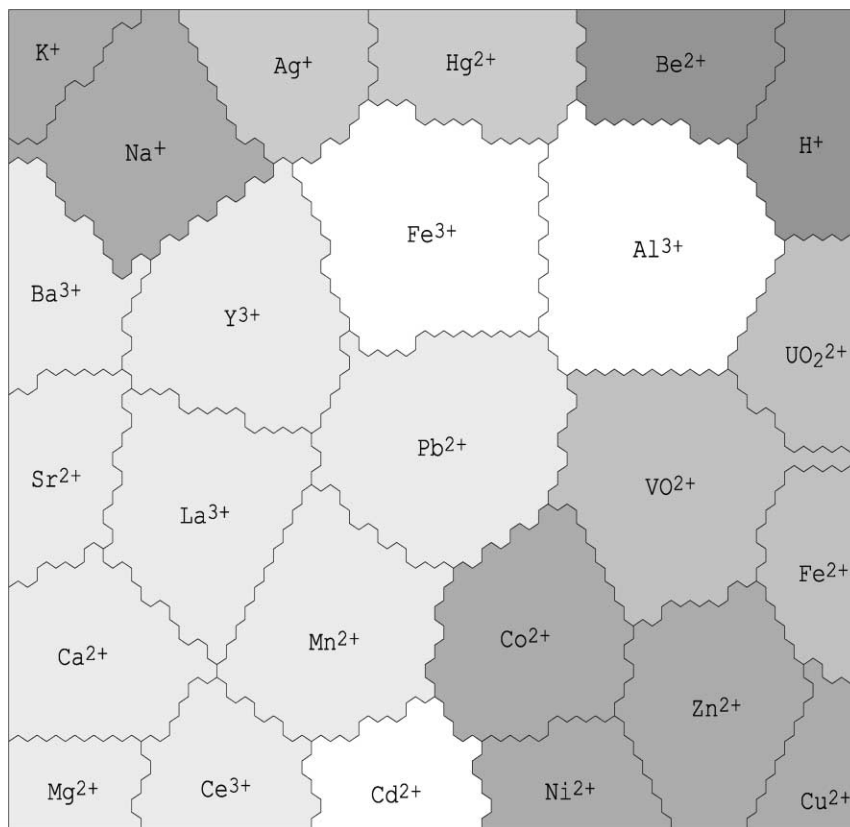 K⁺
Ag⁺
Hg²⁺
Be²⁺
H⁺
Na⁺
Fe³⁺
Al³⁺
Ba³⁺
Y³⁺
UO₂²⁺
Pb²⁺
Sr²⁺
La³⁺
VO²⁺
Fe²⁺
Ca²⁺
Mn²⁺
Co²⁺
Zn²⁺
Mg²⁺
Ce³⁺
Cd²⁺
Ni²⁺
Cu²⁺